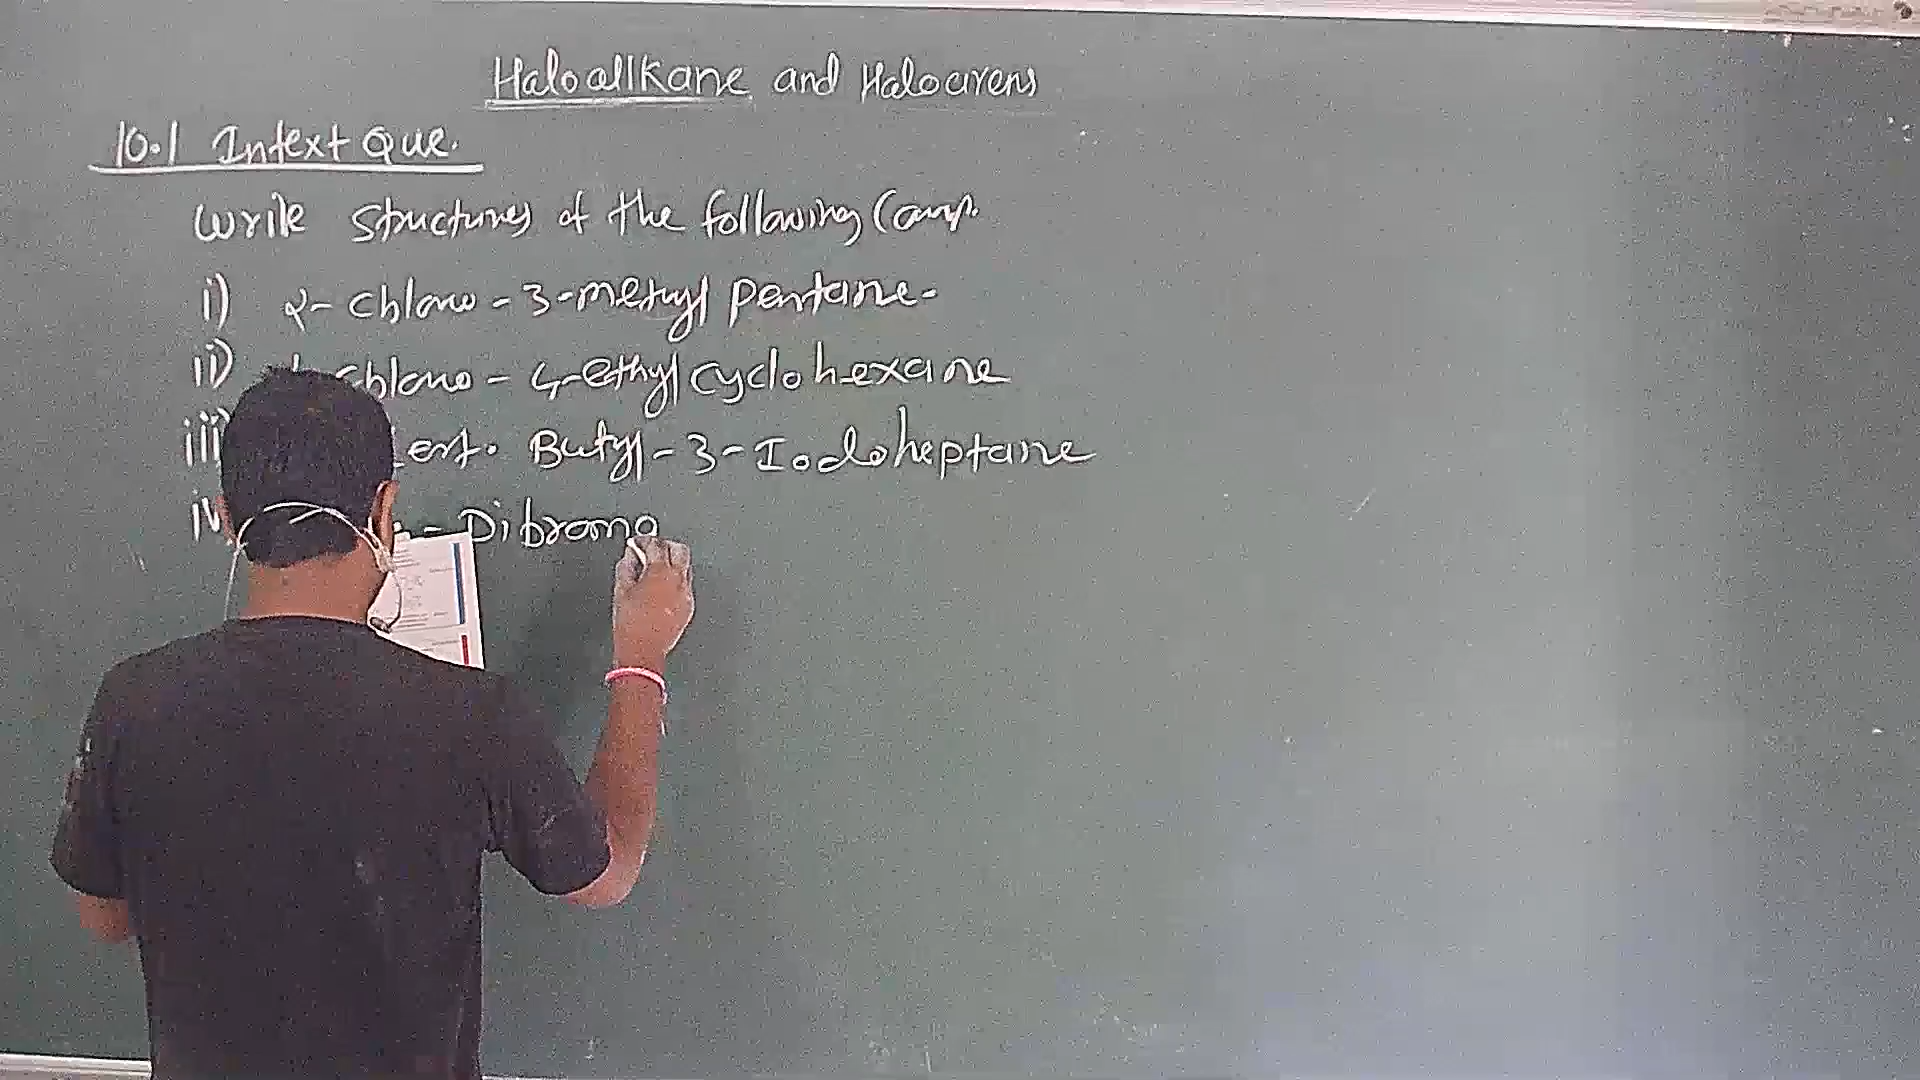 Haloallkane and Haloarens
10.1 Intext Que.
Write structures of the following Comp.
i) 2- chloro - 3-methyl pentane-
ii) chloro - 4-ethyl cyclohexane
iii) tert. Butyl - 3 - Iodoheptane
iv - Dibromo